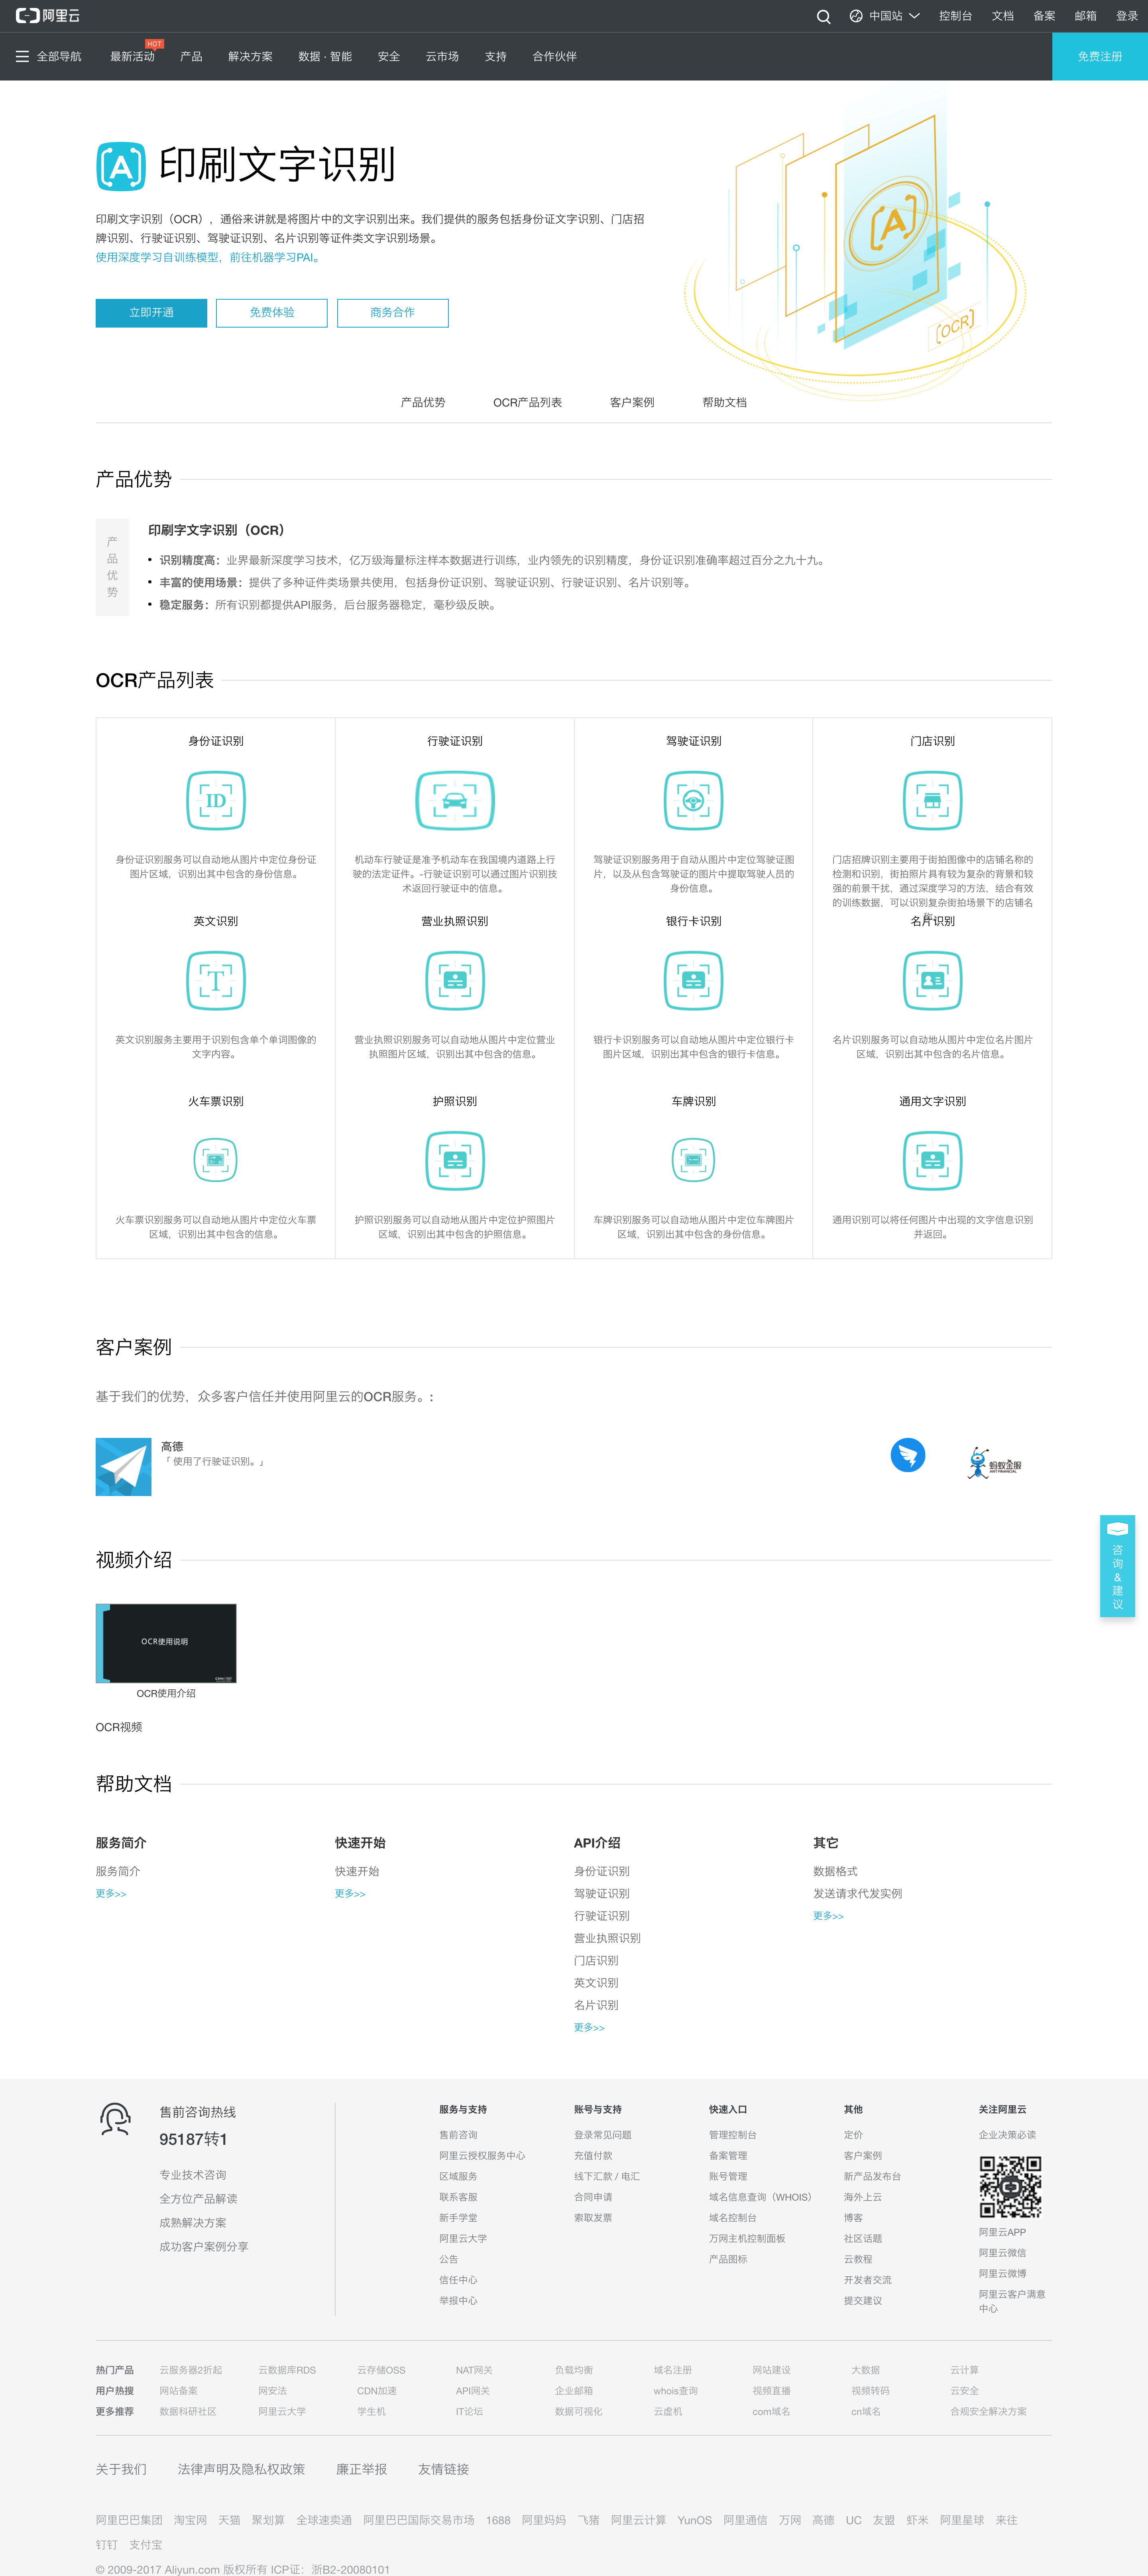 阿里云
中国站 控制台 文档 备案 邮箱 登录
全部导航 最新活动 HOT 产品 解决方案 数据 · 智能 安全 云市场 支持 合作伙伴 免费注册
印刷文字识别
印刷文字识别（OCR），通俗来讲就是将图片中的文字识别出来。我们提供的服务包括身份证文字识别、门店招
牌识别、行驶证识别、驾驶证识别、名片识别等证件类文字识别场景。
使用深度学习自训练模型，前往机器学习PAI。
立即开通 免费体验 商务合作
[A]
[OCR]
产品优势 OCR产品列表 客户案例 帮助文档
产品优势
产品优势
印刷字文字识别（OCR）
• 识别精度高：业界最新深度学习技术，亿万级海量标注样本数据进行训练，业内领先的识别精度，身份证识别准确率超过百分之九十九。
• 丰富的使用场景：提供了多种证件类场景共使用，包括身份证识别、驾驶证识别、行驶证识别、名片识别等。
• 稳定服务：所有识别都提供API服务，后台服务器稳定，毫秒级反映。
OCR产品列表
身份证识别 行驶证识别 驾驶证识别 门店识别
ID
身份证识别服务可以自动地从图片中定位身份证
图片区域，识别出其中包含的身份信息。
机动车行驶证是准予机动车在我国境内道路上行
驶的法定证件。-行驶证识别可以通过图片识别技
术返回行驶证中的信息。
驾驶证识别服务用于自动从图片中定位驾驶证图
片，以及从包含驾驶证的图片中提取驾驶人员的
身份信息。
门店招牌识别主要用于街拍图像中的店铺名称的
检测和识别，街拍照片具有较为复杂的背景和较
强的前景干扰，通过深度学习的方法，结合有效
的训练数据，可以识别复杂街拍场景下的店铺名
英文识别 营业执照识别 银行卡识别 名片识别
T
英文识别服务主要用于识别包含单个单词图像的
文字内容。
营业执照识别服务可以自动地从图片中定位营业
执照图片区域，识别出其中包含的信息。
银行卡识别服务可以自动地从图片中定位银行卡
图片区域，识别出其中包含的银行卡信息。
名片识别服务可以自动地从图片中定位名片图片
区域，识别出其中包含的名片信息。
火车票识别 护照识别 车牌识别 通用文字识别
火车票识别服务可以自动地从图片中定位火车票
区域，识别出其中包含的信息。
护照识别服务可以自动地从图片中定位护照图片
区域，识别出其中包含的护照信息。
车牌识别服务可以自动地从图片中定位车牌图片
区域，识别出其中包含的身份信息。
通用识别可以将任何图片中出现的文字信息识别
并返回。
客户案例
基于我们的优势，众多客户信任并使用阿里云的OCR服务。:
高德
「 使用了行驶证识别。」
蚂蚁金服
ANT FINANCIAL
咨询&建议
视频介绍
OCR使用说明
OCR使用介绍
OCR视频
帮助文档
服务简介
服务简介
更多>>
快速开始
快速开始
更多>>
API介绍
身份证识别
驾驶证识别
行驶证识别
营业执照识别
门店识别
英文识别
名片识别
更多>>
其它
数据格式
发送请求代发实例
更多>>
售前咨询热线
95187转1
专业技术咨询
全方位产品解读
成熟解决方案
成功客户案例分享
服务与支持
售前咨询
阿里云授权服务中心
区域服务
联系客服
新手学堂
阿里云大学
公告
信任中心
举报中心
账号与支持
登录常见问题
充值付款
线下汇款 / 电汇
合同申请
索取发票
快速入口
管理控制台
备案管理
账号管理
域名信息查询（WHOIS）
域名控制台
万网主机控制面板
产品图标
其他
定价
客户案例
新产品发布台
海外上云
博客
社区话题
云教程
开发者交流
提交建议
关注阿里云
企业决策必读
阿里云APP
阿里云微信
阿里云微博
阿里云客户满意
中心
热门产品 云服务器2折起 云数据库RDS 云存储OSS NAT网关 负载均衡 域名注册 网站建设 大数据 云计算
用户热搜 网站备案 网安法 CDN加速 API网关 企业邮箱 whois查询 视频直播 视频转码 云安全
更多推荐 数据科研社区 阿里云大学 学生机 IT论坛 数据可视化 云虚机 com域名 cn域名 合规安全解决方案
关于我们 法律声明及隐私权政策 廉正举报 友情链接
阿里巴巴集团 淘宝网 天猫 聚划算 全球速卖通 阿里巴巴国际交易市场 1688 阿里妈妈 飞猪 阿里云计算 YunOS 阿里通信 万网 高德 UC 友盟 虾米 阿里星球 来往
钉钉 支付宝
© 2009-2017 Aliyun.com 版权所有 ICP证：浙B2-20080101